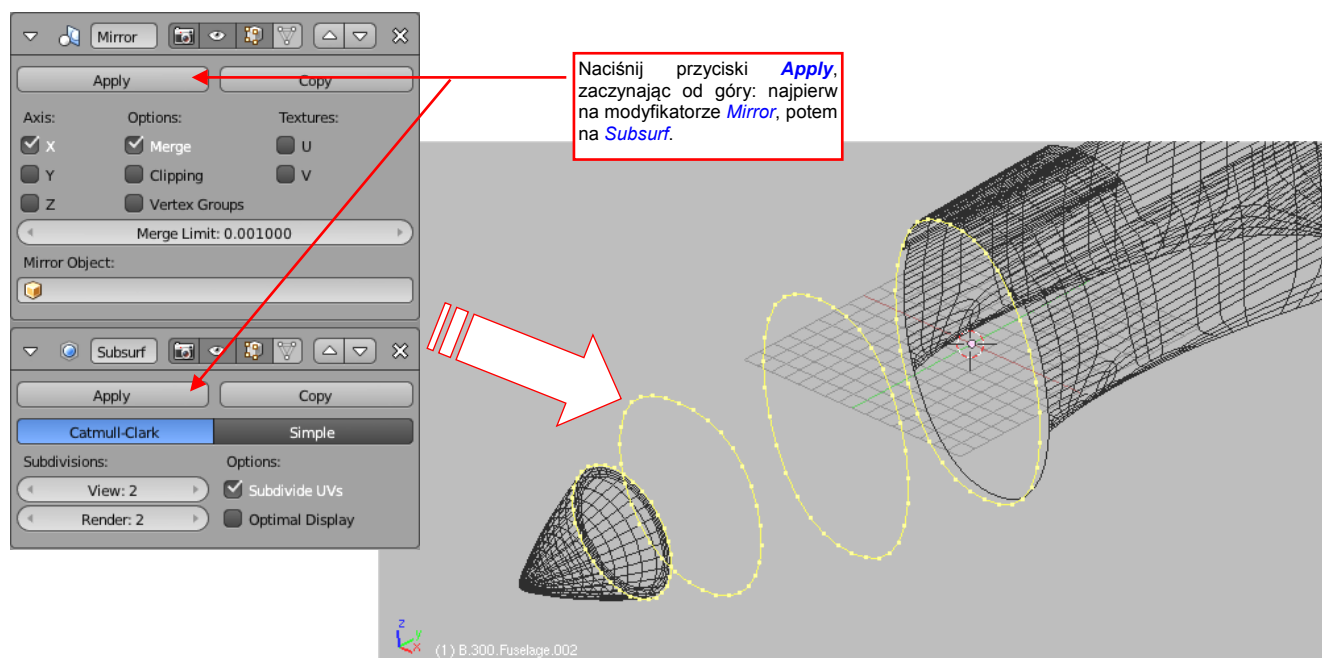 Mirror
Apply Copy
Axis: Options: Textures:
X Merge U
Y Clipping V
Z Vertex Groups
Merge Limit: 0.001000
Mirror Object:
Subsurf
Apply Copy
Catmull-Clark Simple
Subdivisions: Options:
View: 2 Subdivide UVs
Render: 2 Optimal Display
Naciśnij przyciski Apply,
zaczynając od góry: najpierw
na modyfikatorze Mirror, potem
na Subsurf.
z
y
x
(1) B.300.Fuselage.002